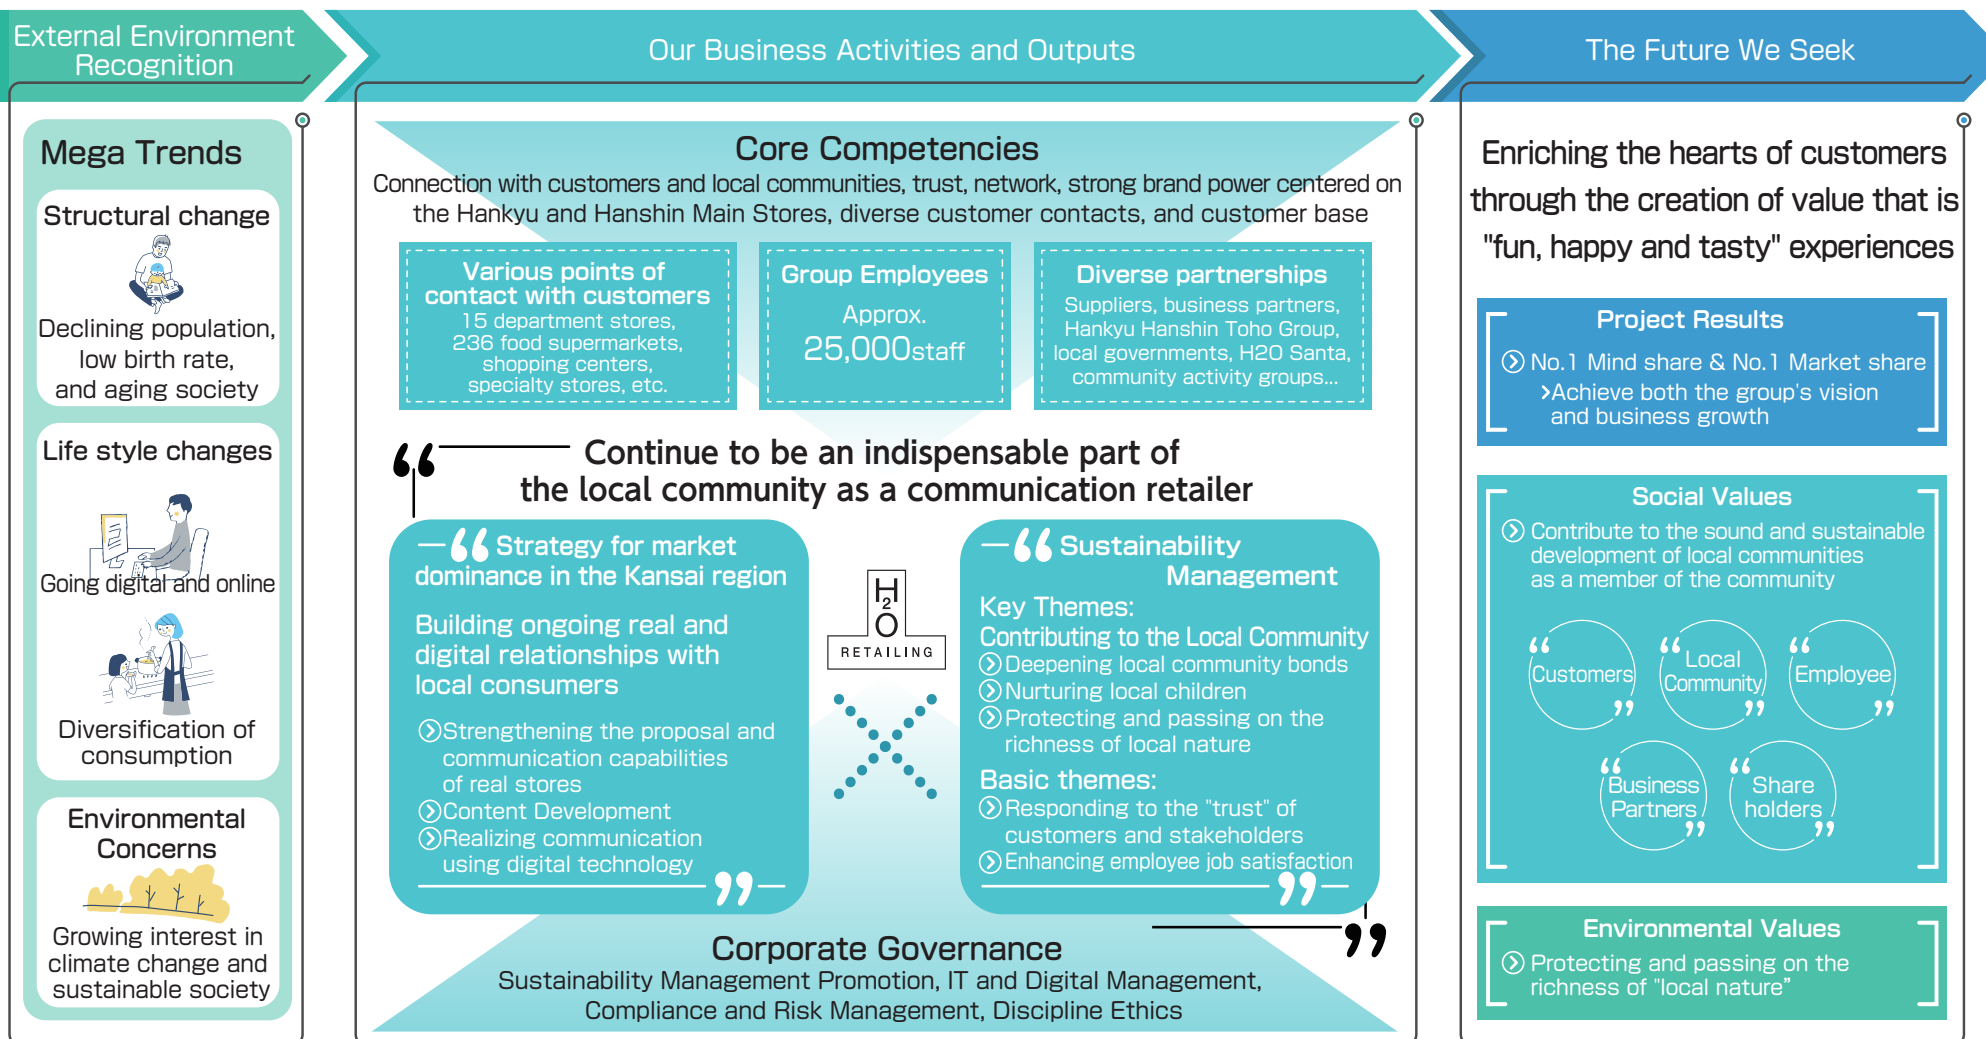 External Environment
Recognition
Our Business Activities and Outputs
The Future We Seek
Mega Trends
Structural change
Declining population,
low birth rate,
and aging society
Life style changes
Going digital and online
Diversification of
consumption
Environmental
Concerns
Growing interest in
climate change and
sustainable society
Core Competencies
Connection with customers and local communities, trust, network, strong brand power centered on
the Hankyu and Hanshin Main Stores, diverse customer contacts, and customer base
Various points of
contact with customers
15 department stores,
236 food supermarkets,
shopping centers,
specialty stores, etc.
Group Employees
Approx.
25,000staff
Diverse partnerships
Suppliers, business partners,
Hankyu Hanshin Toho Group,
local governments, H2O Santa,
community activity groups...
“ Continue to be an indispensable part of
the local community as a communication retailer
“ Strategy for market
dominance in the Kansai region
Building ongoing real and
digital relationships with
local consumers
Strengthening the proposal and
communication capabilities
of real stores
Content Development
Realizing communication
using digital technology
”
H2O
RETAILING
“ Sustainability
Management
Key Themes:
Contributing to the Local Community
Deepening local community bonds
Nurturing local children
Protecting and passing on the
richness of local nature
Basic themes:
Responding to the "trust" of
customers and stakeholders
Enhancing employee job satisfaction
”
”
Corporate Governance
Sustainability Management Promotion, IT and Digital Management,
Compliance and Risk Management, Discipline Ethics
Enriching the hearts of customers
through the creation of value that is
"fun, happy and tasty" experiences
Project Results
No.1 Mind share & No.1 Market share
Achieve both the group's vision
and business growth
Social Values
Contribute to the sound and sustainable
development of local communities
as a member of the community
“Customers”
“Local
Community”
“Employee”
“Business
Partners”
“Share
holders”
Environmental Values
Protecting and passing on the
richness of "local nature”